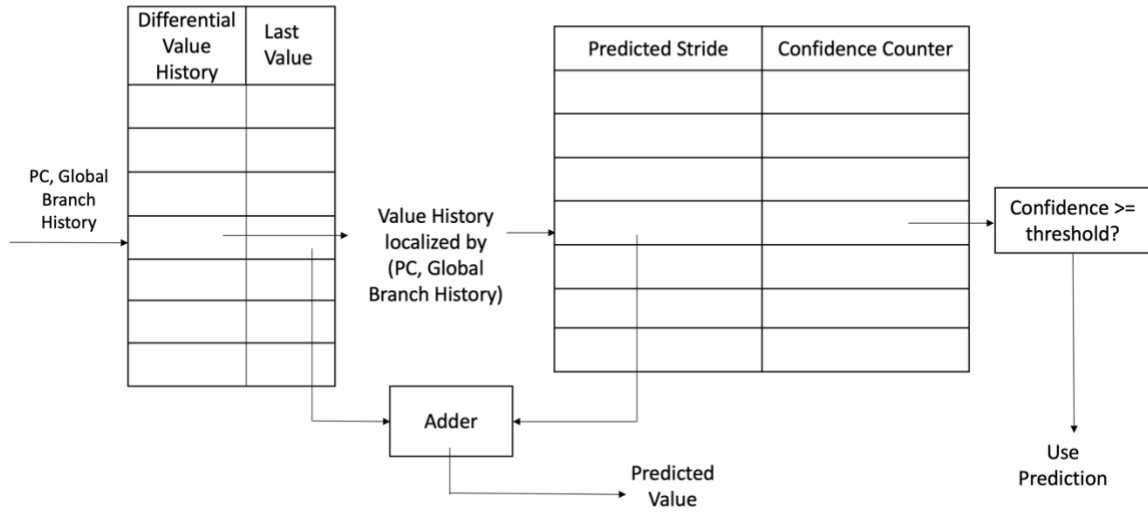 Differential
Value
History
Last
Value
Predicted Stride
Confidence Counter
PC, Global
Branch
History
Value History
localized by
(PC, Global
Branch History)
Confidence >=
threshold?
Adder
Predicted
Value
Use
Prediction